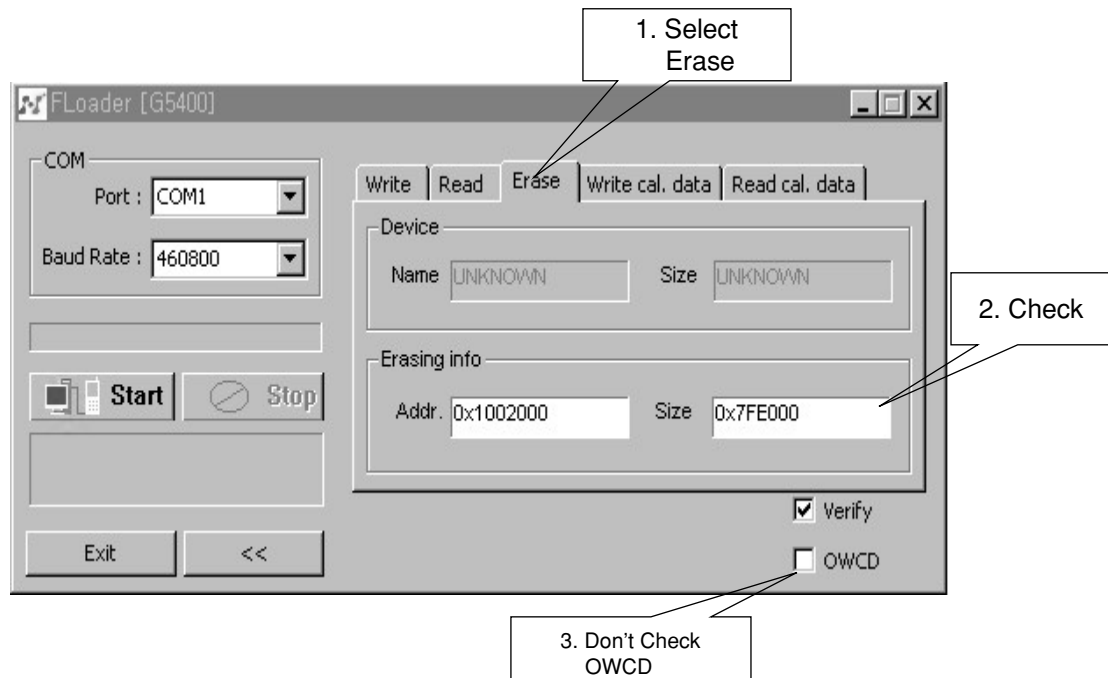 1. Select
Erase
FLoader [G5400]
COM
Port : COM1
Baud Rate : 460800
Start
Stop
Exit
<<
Write
Read
Erase
Write cal. data
Read cal. data
Device
Name UNKNOWN
Size UNKNOWN
Erasing info
Addr. 0x1002000
Size 0x7FE000
2. Check
Verify
OWCD
3. Don't Check
OWCD